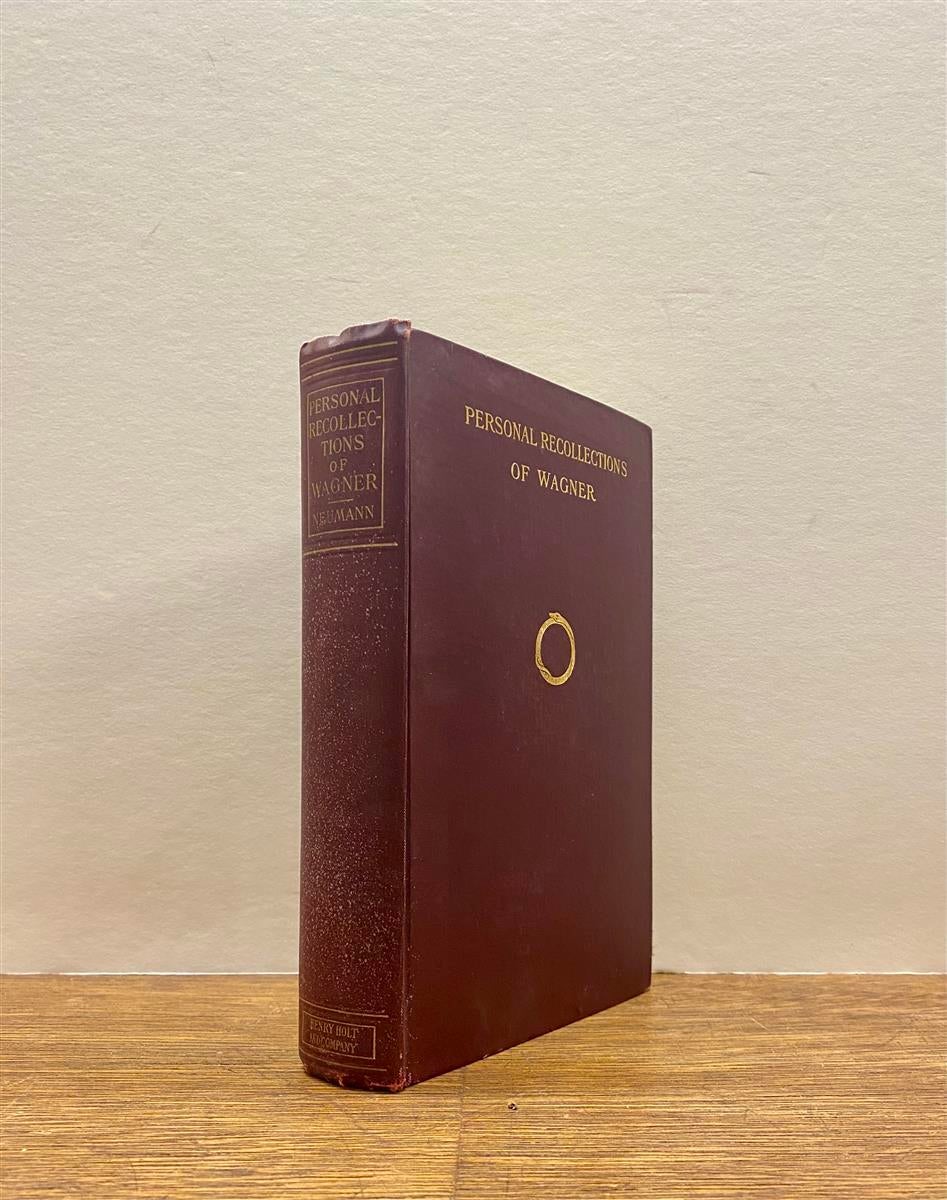 PERSONAL
RECOLLEC-
TIONS
OF
WAGNER
NEUMANN
HENRY HOLT
AND COMPANY
PERSONAL RECOLLECTIONS
OF WAGNER